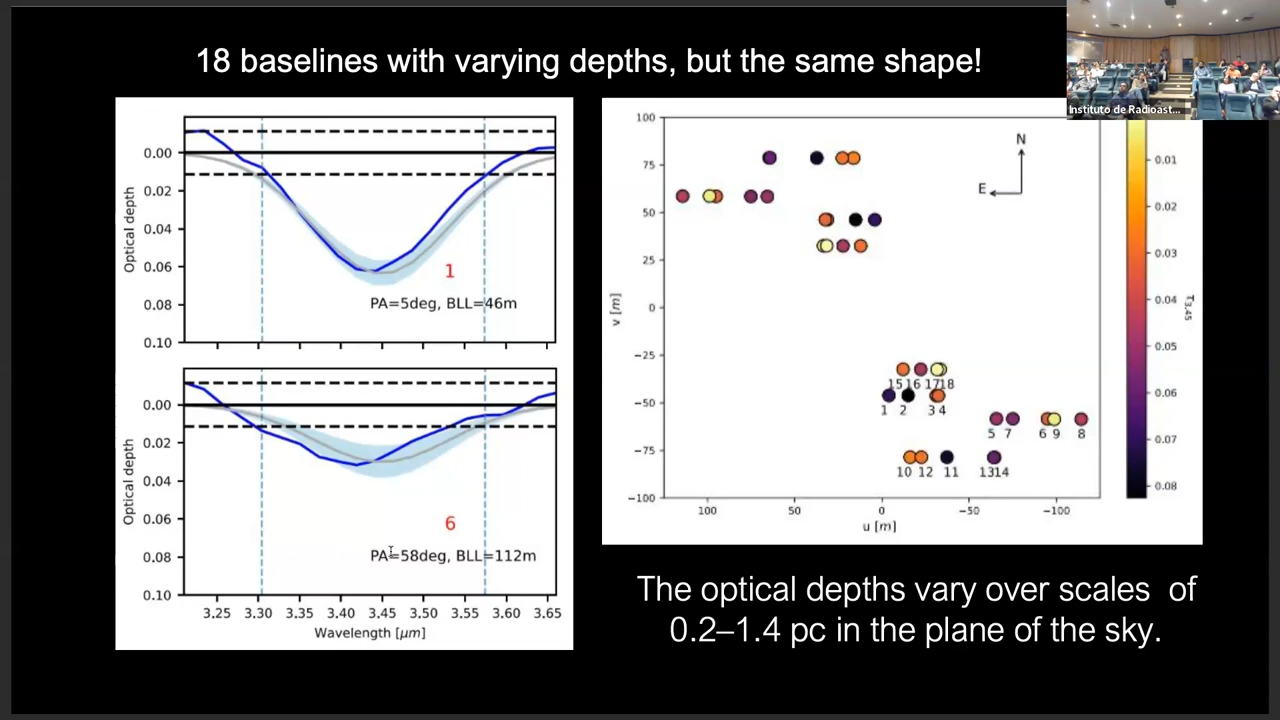 18 baselines with varying depths, but the same shape!
Instituto de Radioast...
0.00
0.02
0.04
0.06
0.08
0.10
Optical depth
1
PA=5deg, BLL=46m
0.00
0.02
0.04
0.06
0.08
0.10
Optical depth
6
PA=58deg, BLL=112m
3.25 3.30 3.35 3.40 3.45 3.50 3.55 3.60 3.65
Wavelength [μm]
100
75
50
25
0
−25
−50
−75
−100
v [m]
N
E
15 16 17 18
1 2 3 4
5 7 6 9 8
10 12 11 13 14
100 50 0 −50 −100
u [m]
0.01
0.02
0.03
0.04
0.05
0.06
0.07
0.08
τ3.45
The optical depths vary over scales of
0.2–1.4 pc in the plane of the sky.